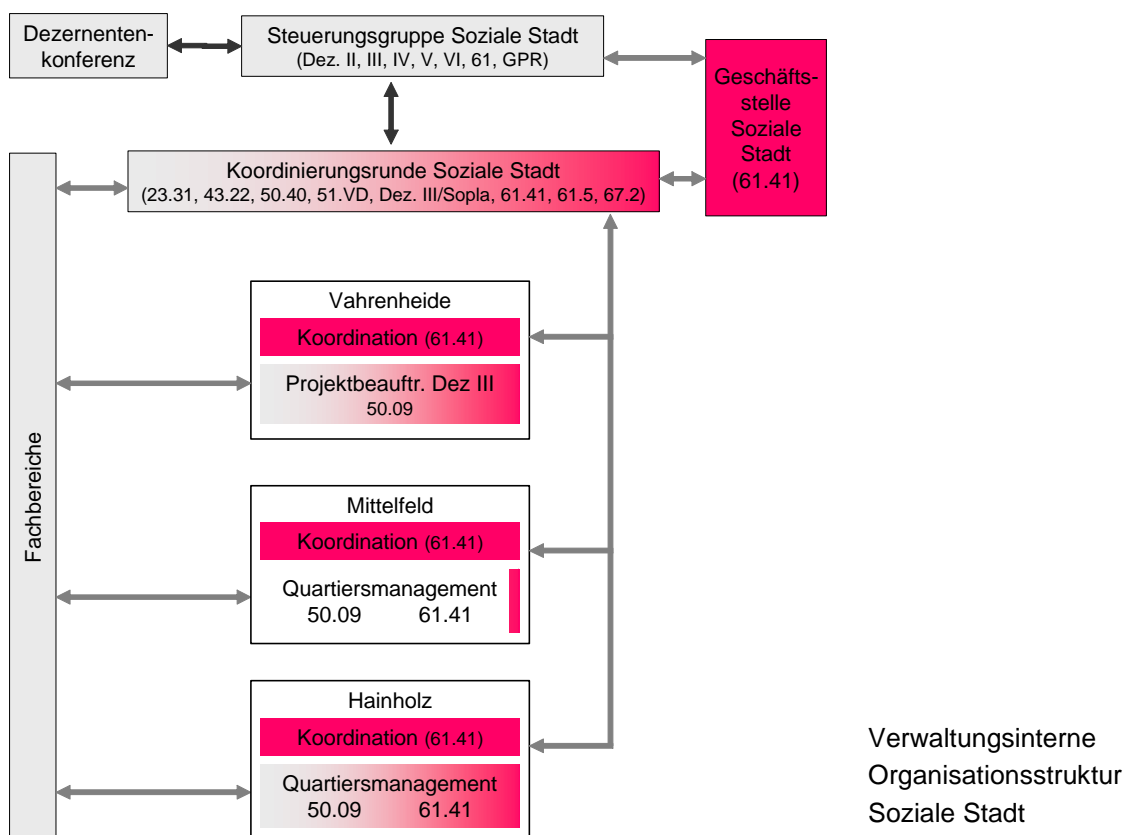 Dezernenten-
konferenz
Steuerungsgruppe Soziale Stadt
(Dez. II, III, IV, V, VI, 61, GPR)
Geschäfts-
stelle
Soziale
Stadt
(61.41)
Koordinierungsrunde Soziale Stadt
(23.31, 43.22, 50.40, 51.VD, Dez. III/Sopla, 61.41, 61.5, 67.2)
Fachbereiche
Vahrenheide
Koordination (61.41)
Projektbeauftr. Dez III
50.09
Mittelfeld
Koordination (61.41)
Quartiersmanagement
50.09 61.41
Hainholz
Koordination (61.41)
Quartiersmanagement
50.09 61.41
Verwaltungsinterne
Organisationsstruktur
Soziale Stadt